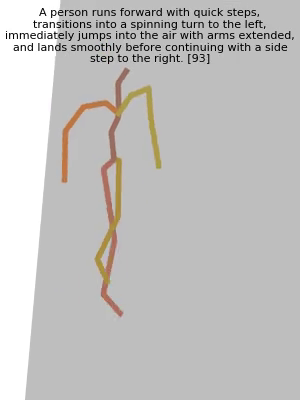 A person runs forward with quick steps,
transitions into a spinning turn to the left,
immediately jumps into the air with arms extended,
and lands smoothly before continuing with a side
step to the right. [93]